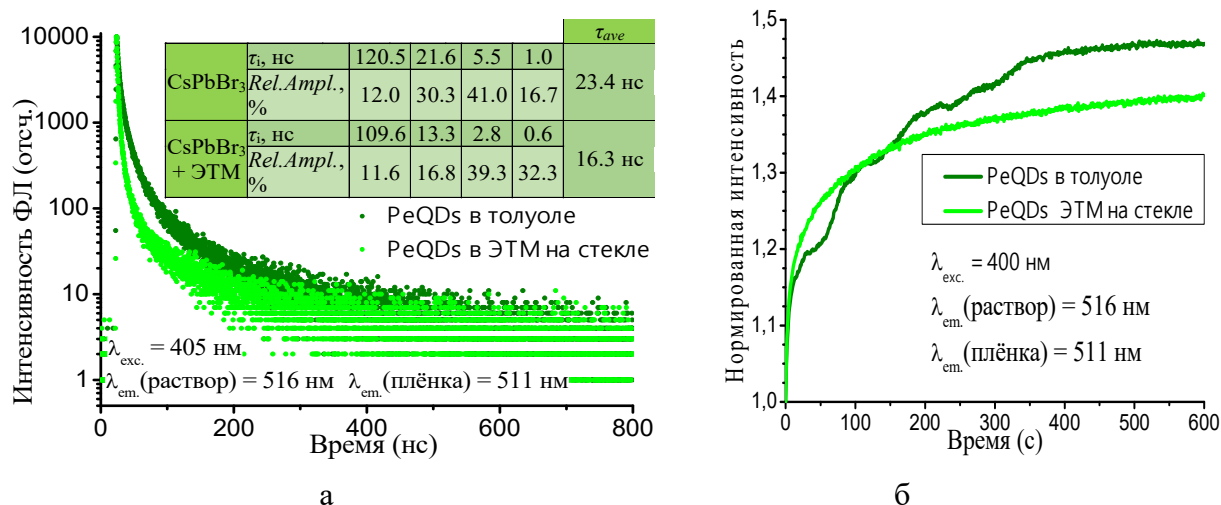 Интенсивность ФЛ (отсч.)
10000
1000
100
10
1
τave
CsPbBr3
τi, нс 120.5 21.6 5.5 1.0
Rel.Ampl., % 12.0 30.3 41.0 16.7
23.4 нс
CsPbBr3 + ЭТМ
τi, нс 109.6 13.3 2.8 0.6
Rel.Ampl., % 11.6 16.8 39.3 32.3
16.3 нс
PeQDs в толуоле
PeQDs в ЭТМ на стекле
λexc. = 405 нм
λem.(раствор) = 516 нм λem.(плёнка) = 511 нм
0 200 400 600 800
Время (нс)
а
Нормированная интенсивность
1,5
1,4
1,3
1,2
1,1
1,0
PeQDs в толуоле
PeQDs ЭТМ на стекле
λexc. = 400 нм
λem.(раствор) = 516 нм
λem.(плёнка) = 511 нм
0 100 200 300 400 500 600
Время (с)
б